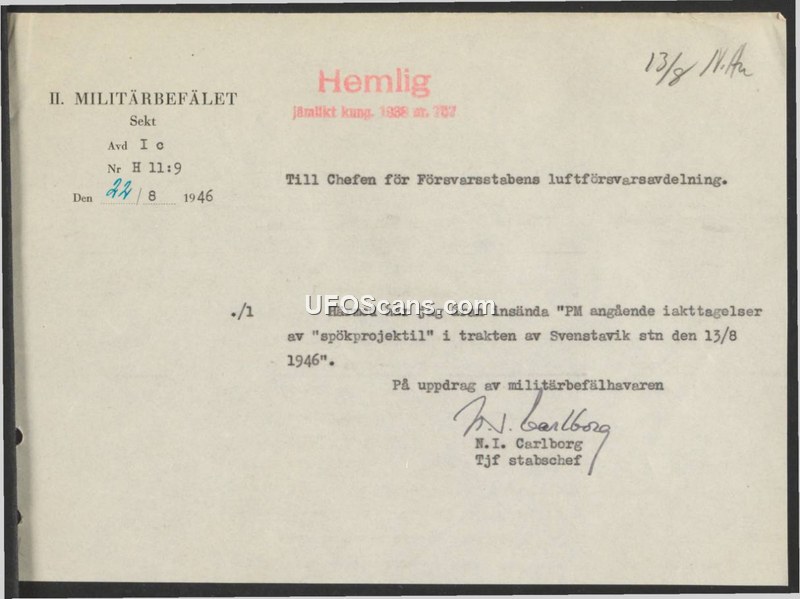 13/8
Hemlig
jämlikt kung. 1938 nr. 707
II. MILITÄRBEFÄLET
Sekt
Avd I c
Nr H 11:9
Den 22/8 1946
Till Chefen för Försvarsstabens luftförsvarsavdelning.
./1 jag insända "PM angående iakttagelser
UFOScans.com
av "spökprojektil" i trakten av Svenstavik stn den 13/8
1946".
På uppdrag av militärbefälhavaren
N.I. Carlborg
N.I. Carlborg
Tjf stabschef